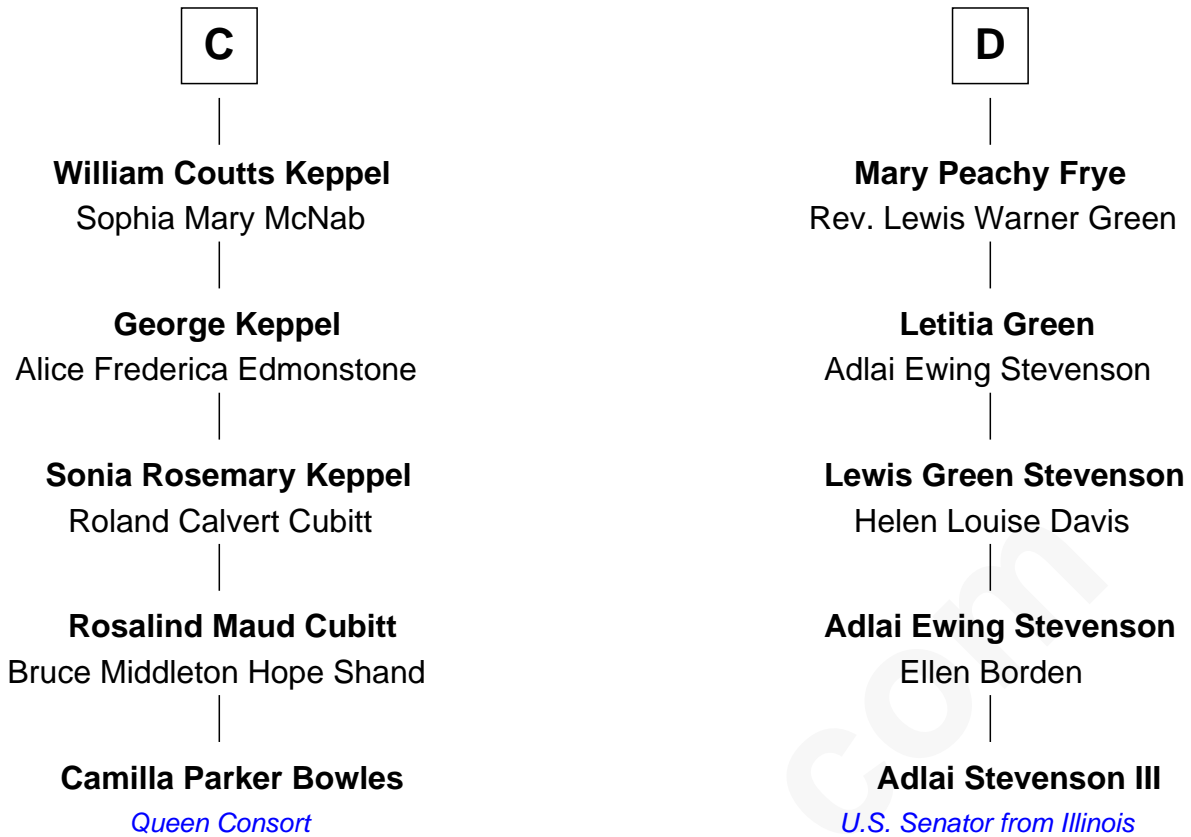 C
William Coutts Keppel
Sophia Mary McNab
George Keppel
Alice Frederica Edmonstone
Sonia Rosemary Keppel
Roland Calvert Cubitt
Rosalind Maud Cubitt
Bruce Middleton Hope Shand
Camilla Parker Bowles
Queen Consort
D
Mary Peachy Frye
Rev. Lewis Warner Green
Letitia Green
Adlai Ewing Stevenson
Lewis Green Stevenson
Helen Louise Davis
Adlai Ewing Stevenson
Ellen Borden
Adlai Stevenson III
U.S. Senator from Illinois
com